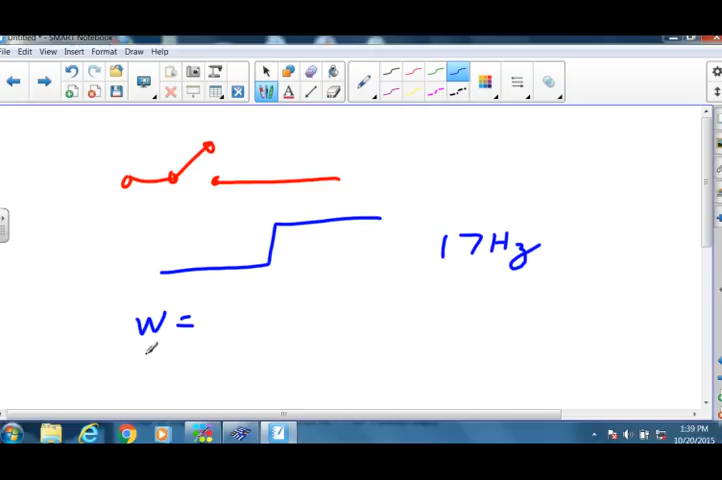 Untitled * - SMART Notebook
File Edit View Insert Format Draw Help
A
17Hz
W =
1:39 PM
10/20/2015